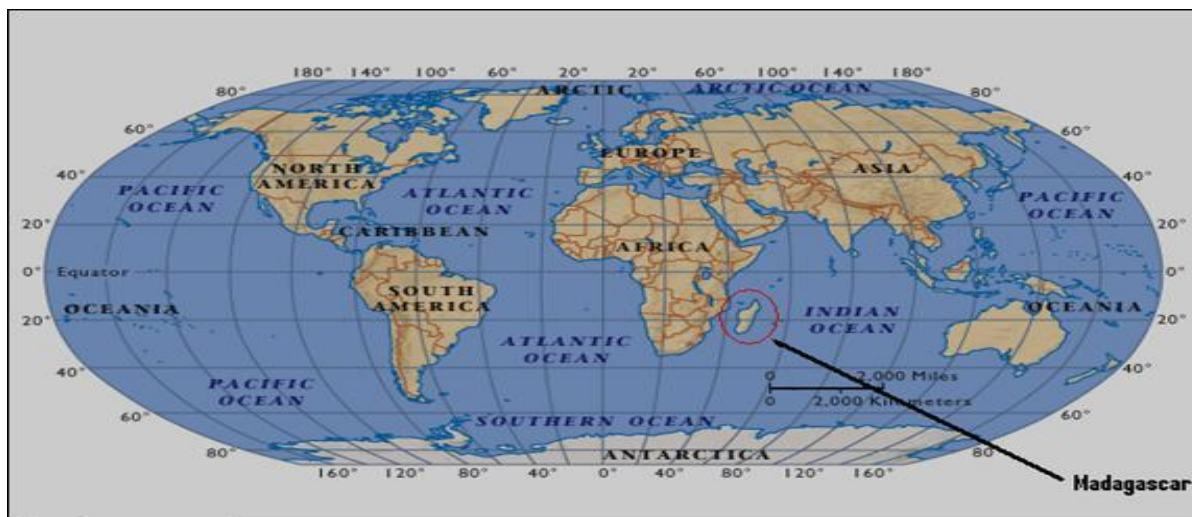 180° 140° 100° 60° 20° 20° 60° 100° 140° 180°
80° ARCTIC ARCTIC OCEAN 80°
60° 60°
EUROPE
NORTH AMERICA
ASIA
40° 40°
PACIFIC OCEAN
ATLANTIC OCEAN
PACIFIC OCEAN
20° 20°
CARIBBEAN
AFRICA
0° Equator 0°
SOUTH AMERICA
OCEANIA
INDIAN OCEAN
OCEANIA
20° 20°
ATLANTIC OCEAN
40° 40°
0 2,000 Miles
0 2,000 Kilometers
PACIFIC OCEAN
60° 60°
SOUTHERN OCEAN
80° ANTARCTICA 80°
160° 120° 80° 40° 0° 40° 80° 120° 160°
Madagascar